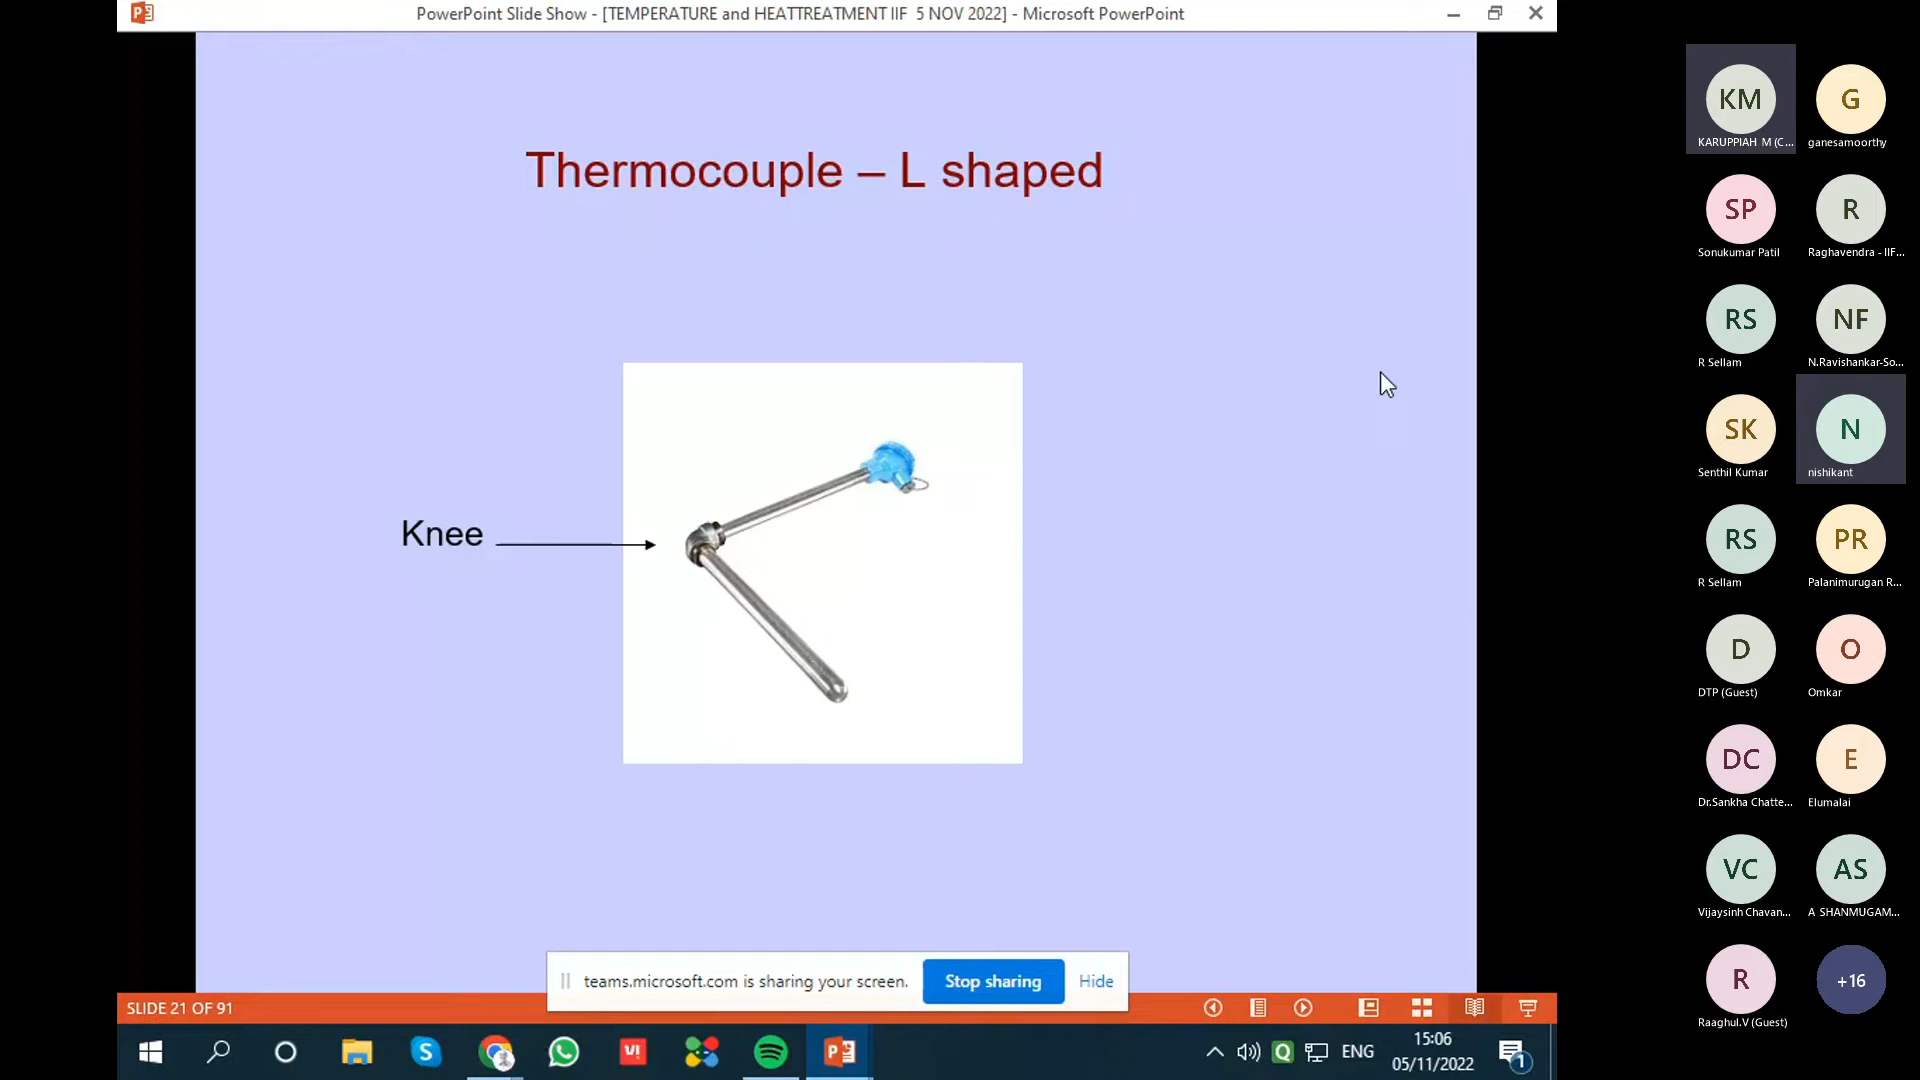 PowerPoint Slide Show - [TEMPERATURE and HEATTREATMENT IIF 5 NOV 2022] - Microsoft PowerPoint
Thermocouple – L shaped
Knee
teams.microsoft.com is sharing your screen.
Stop sharing
Hide
SLIDE 21 OF 91
ENG
15:06
05/11/2022
1
KM
KARUPPIAH M (C...
G
ganesamoorthy
SP
Sonukumar Patil
R
Raghavendra - IIF...
RS
R Sellam
NF
N.Ravishankar-So...
SK
Senthil Kumar
N
nishikant
RS
R Sellam
PR
Palanimurugan R...
D
DTP (Guest)
O
Omkar
DC
Dr.Sankha Chatte...
E
Elumalai
VC
Vijaysinh Chavan...
AS
A SHANMUGAM...
R
Raaghul.V (Guest)
+16